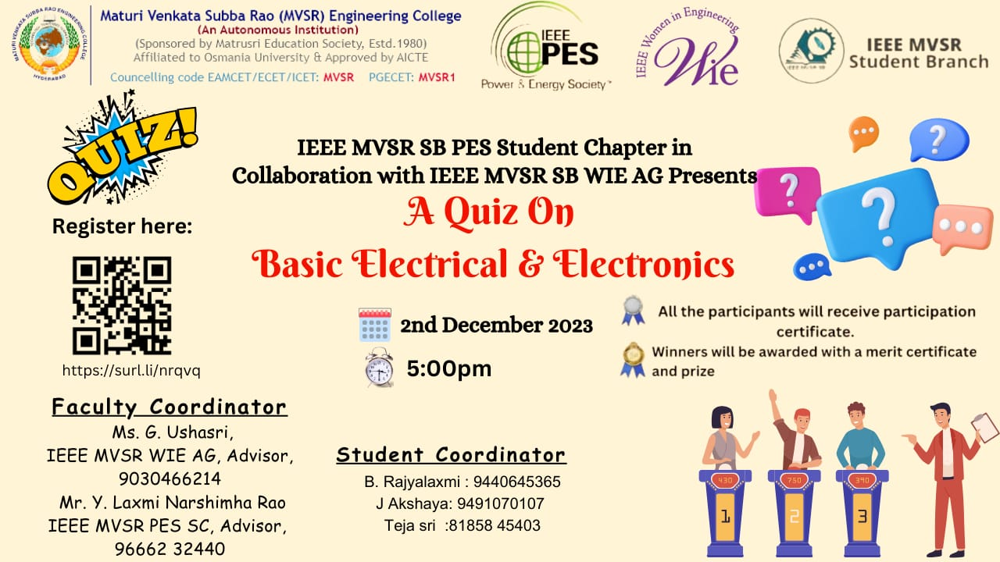 MATURI VENKATA SUBBA RAO ENGINEERING COLLEGE
HYDERABAD
Maturi Venkata Subba Rao (MVSR) Engineering College
(An Autonomous Institution)
(Sponsored by Matrusri Education Society, Estd.1980)
Affiliated to Osmania University & Approved by AICTE
Councelling code EAMCET/ECET/ICET: MVSR PGECET: MVSR1
IEEE
PES
Power & Energy Society™
IEEE Women in Engineering
Wie
IEEE MVSR SB
IEEE MVSR
Student Branch
QUIZ!
IEEE MVSR SB PES Student Chapter in
Collaboration with IEEE MVSR SB WIE AG Presents
A Quiz On
Basic Electrical & Electronics
Register here:
https://surl.li/nrqvq
2nd December 2023
5:00pm
All the participants will receive participation
certificate.
Winners will be awarded with a merit certificate
and prize
? ? ?
Faculty Coordinator
Ms. G. Ushasri,
IEEE MVSR WIE AG, Advisor,
9030466214
Mr. Y. Laxmi Narshimha Rao
IEEE MVSR PES SC, Advisor,
96662 32440
Student Coordinator
B. Rajyalaxmi : 9440645365
J Akshaya: 9491070107
Teja sri :81858 45403
430 750 390
1 2 3